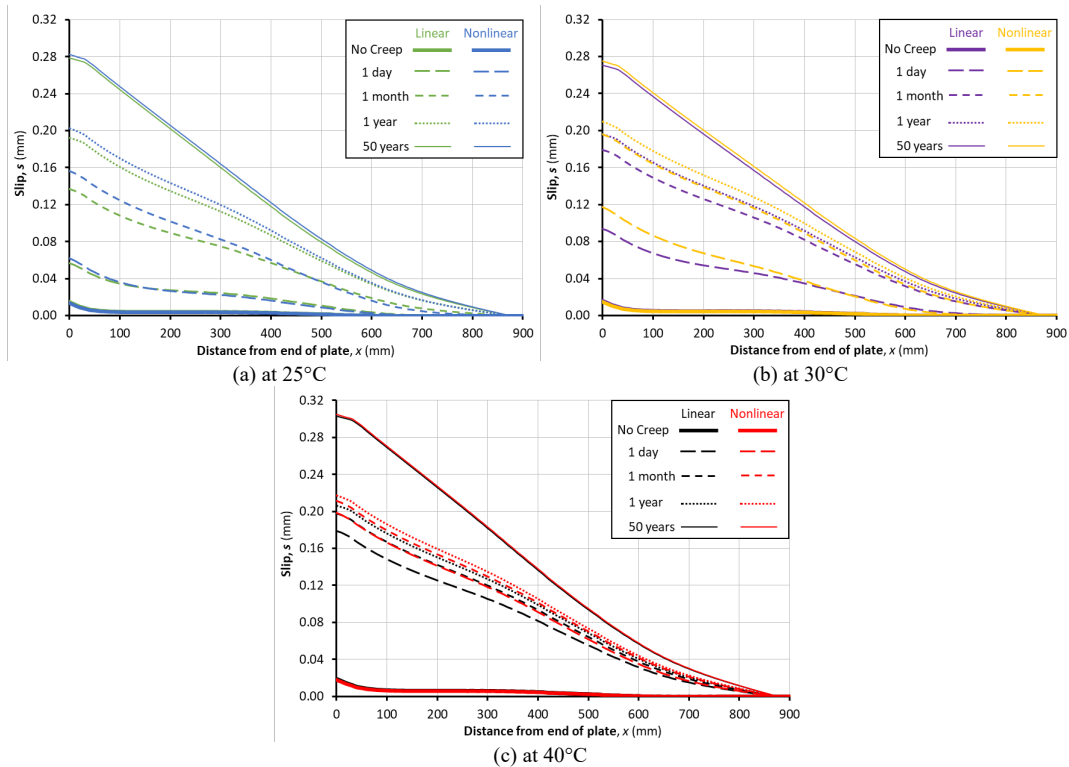 0.32
0.28
0.24
0.20
0.16
0.12
0.08
0.04
0.00
Slip, s (mm)
0 100 200 300 400 500 600 700 800 900
Distance from end of plate, x (mm)
Linear Nonlinear
No Creep
1 day
1 month
1 year
50 years
(a) at 25°C
0.32
0.28
0.24
0.20
0.16
0.12
0.08
0.04
0.00
Slip, s (mm)
0 100 200 300 400 500 600 700 800 900
Distance from end of plate, x (mm)
Linear Nonlinear
No Creep
1 day
1 month
1 year
50 years
(b) at 30°C
0.32
0.28
0.24
0.20
0.16
0.12
0.08
0.04
0.00
Slip, s (mm)
0 100 200 300 400 500 600 700 800 900
Distance from end of plate, x (mm)
Linear Nonlinear
No Creep
1 day
1 month
1 year
50 years
(c) at 40°C